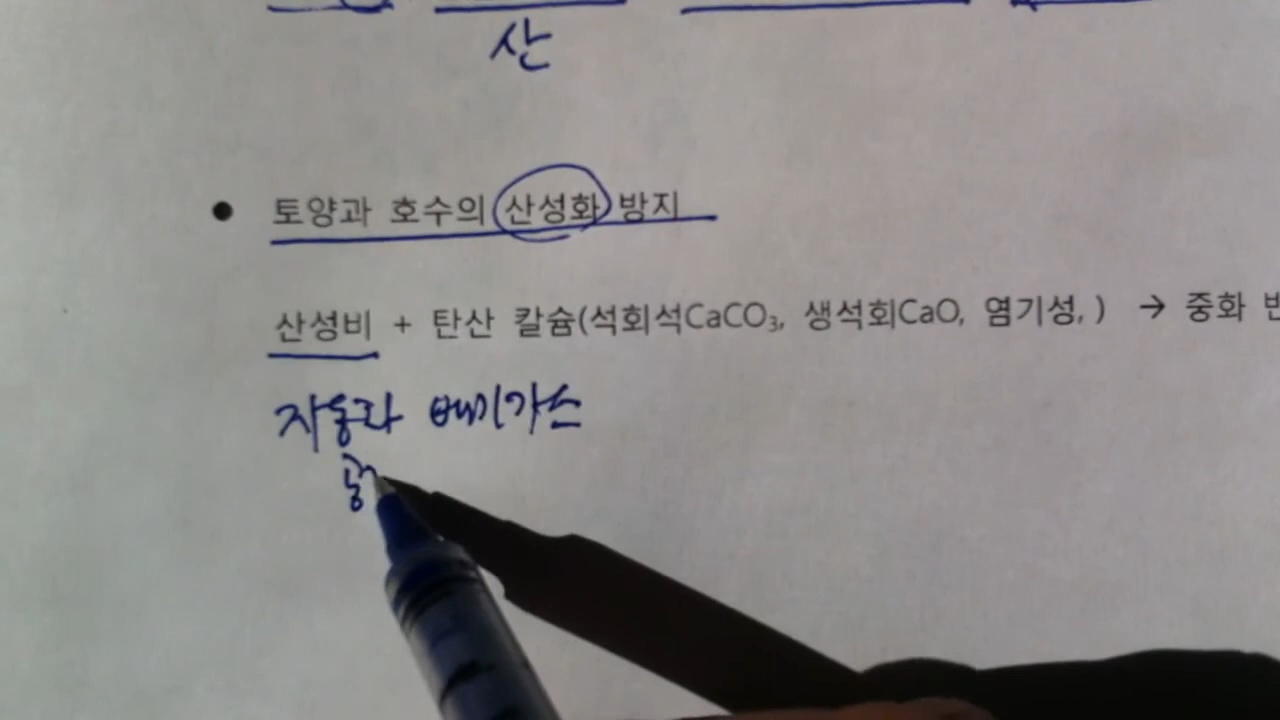 산
● 토양과 호수의 산성화 방지
산성비 + 탄산 칼슘(석회석CaCO₃, 생석회CaO, 염기성, ) → 중화 반
자동차 배기가스
공